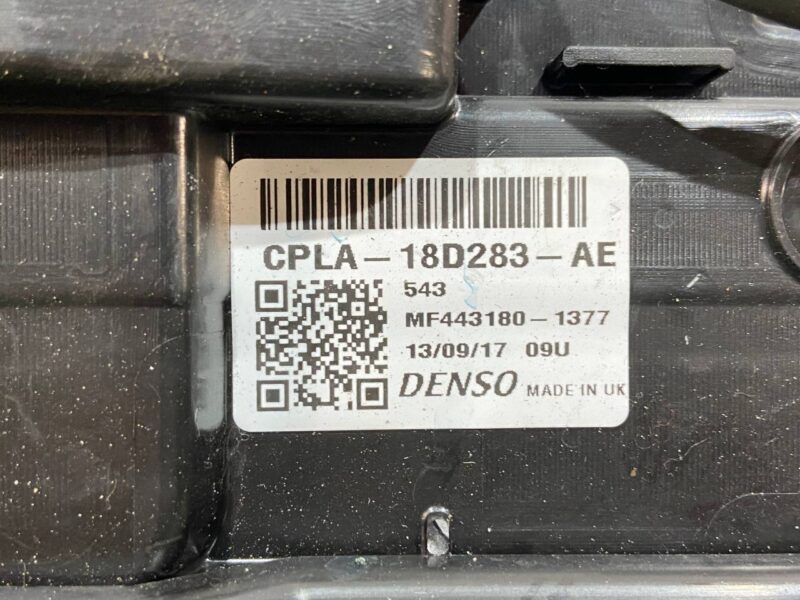 CPLA-18D283-AE
543
MF443180-1377
13/09/17 09U
DENSO MADE IN UK